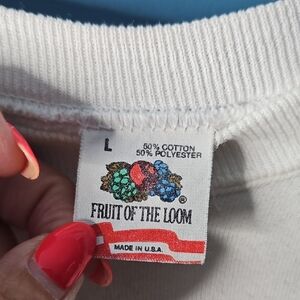 L
50% COTTON
50% POLYESTER
®
FRUIT OF THE LOOM
MADE IN U.S.A.